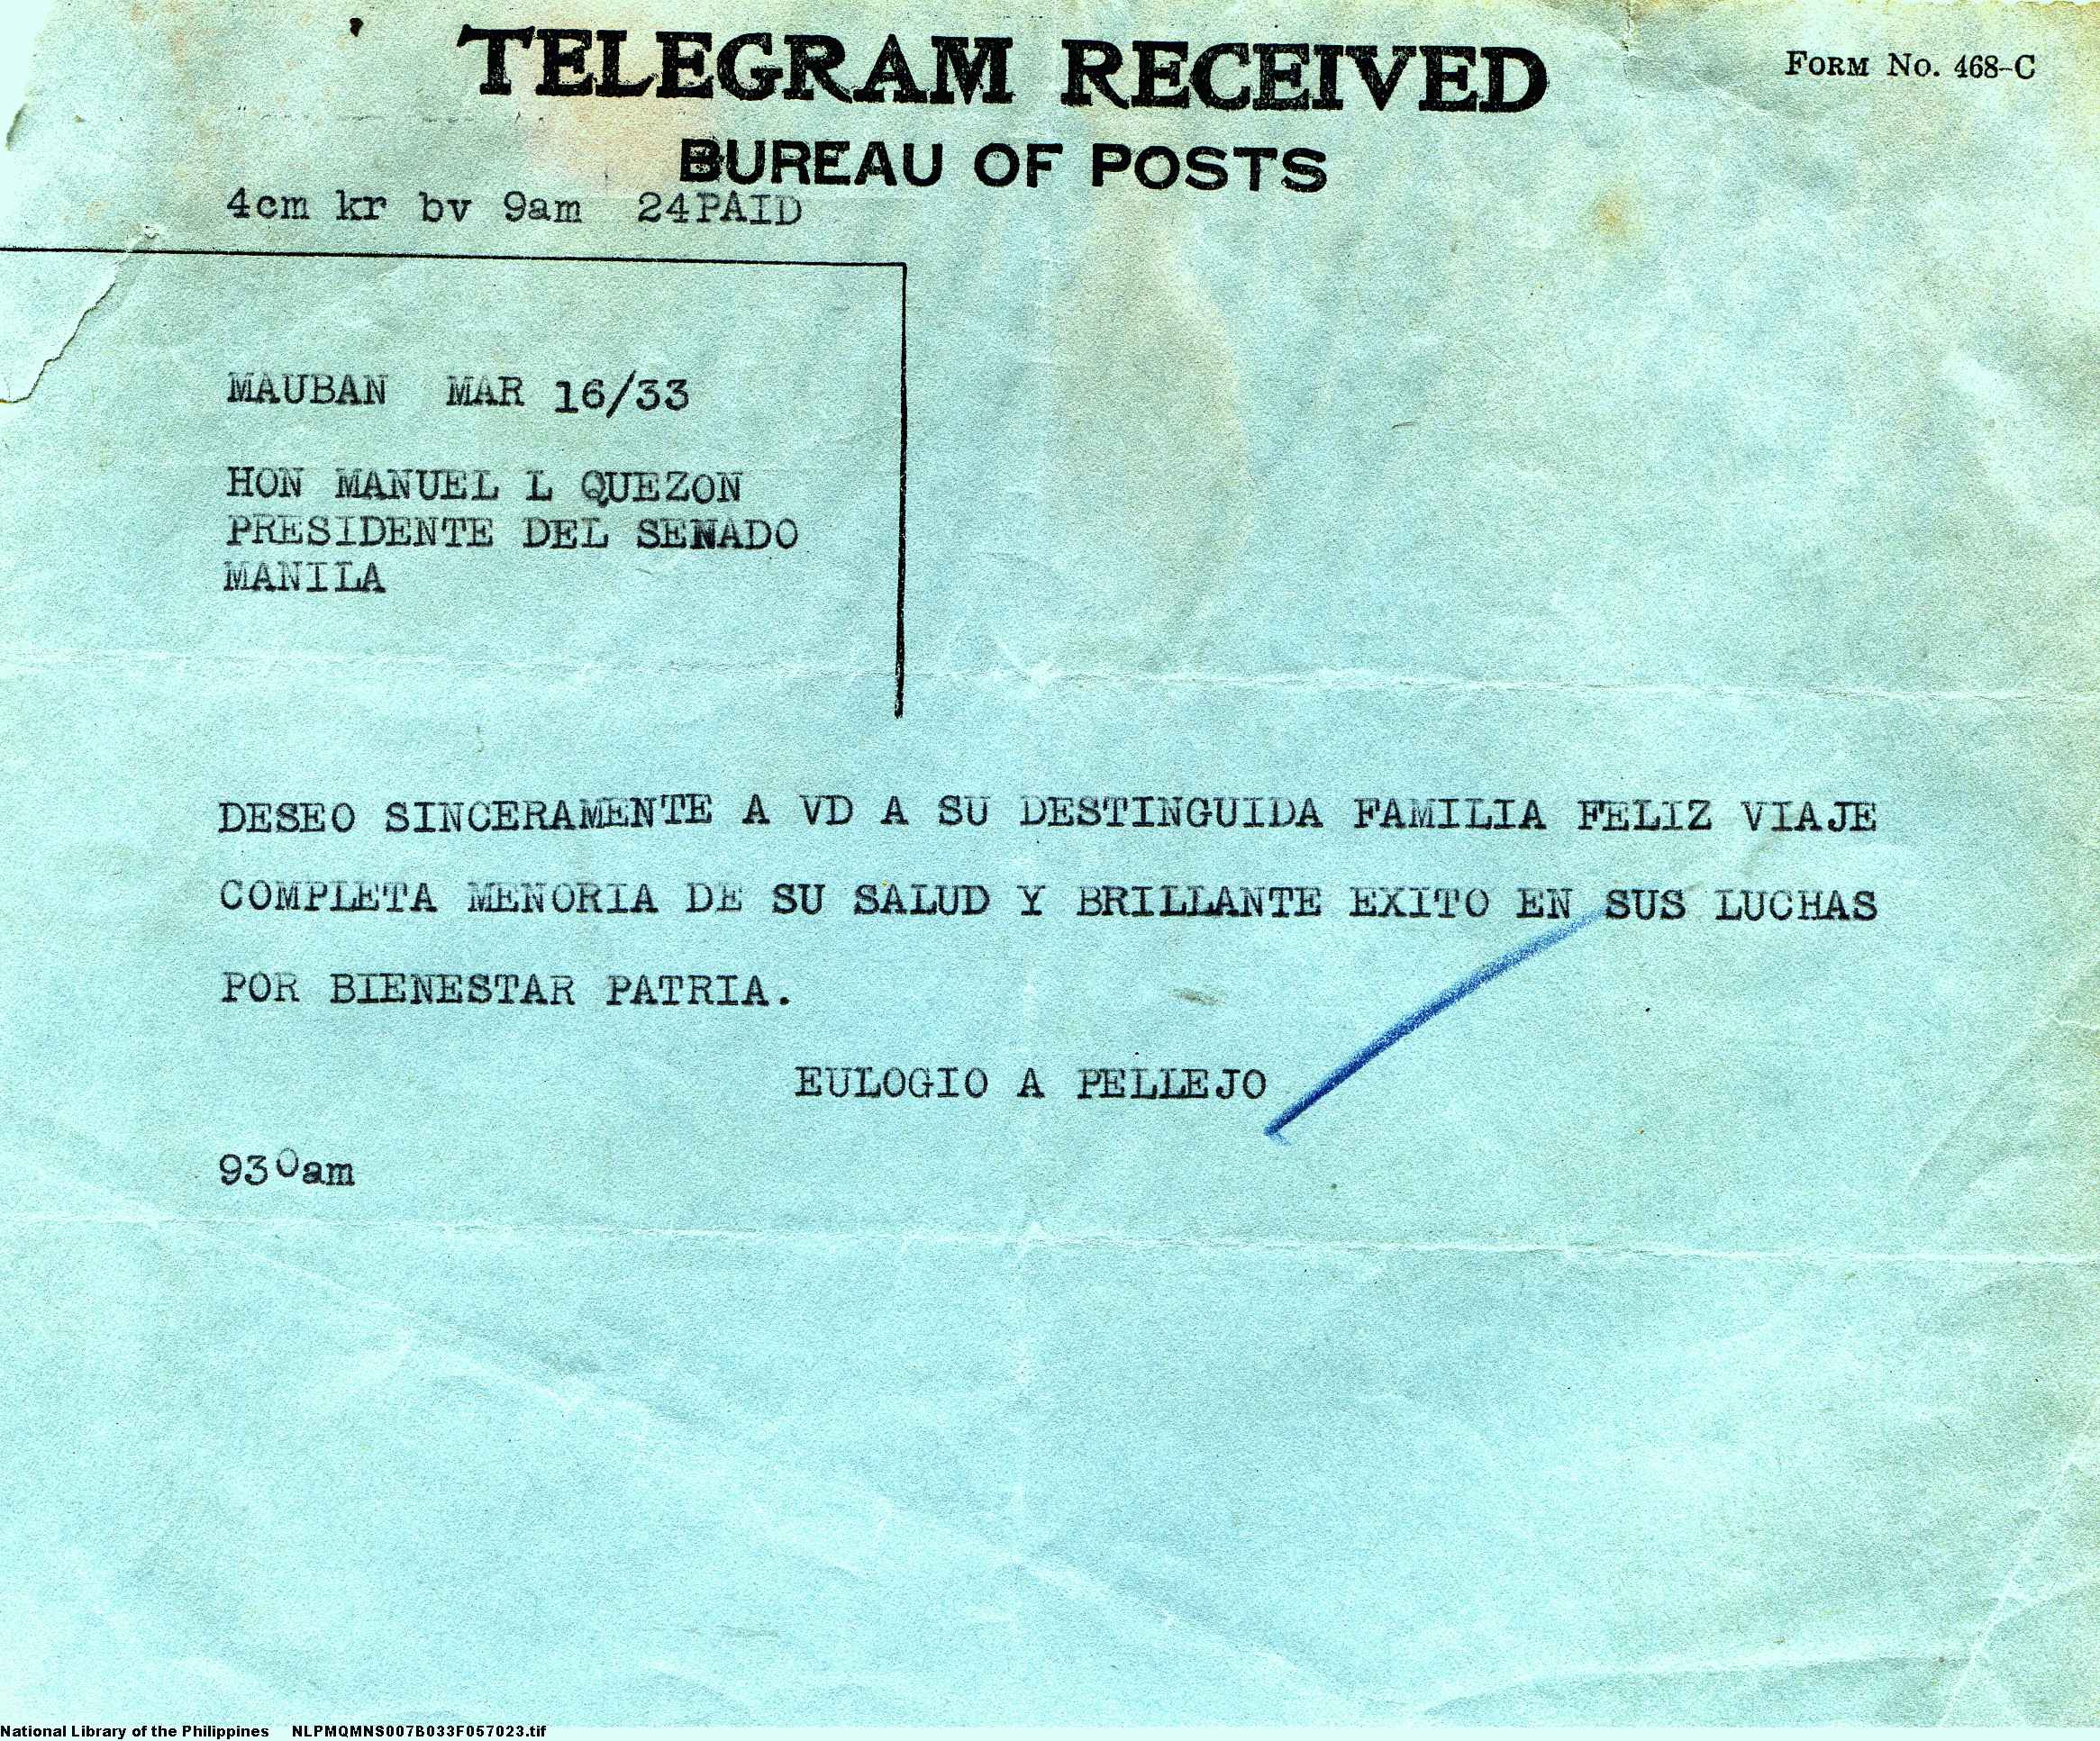 TELEGRAM RECEIVED
FORM NO. 468-C
BUREAU OF POSTS
4cm kr bv 9am 24PAID
MAUBAN MAR 16/33
HON MANUEL L QUEZON
PRESIDENTE DEL SENADO
MANILA
DESEO SINCERAMENTE A VD A SU DESTINGUIDA FAMILIA FELIZ VIAJE
COMPLETA MENORIA DE SU SALUD Y BRILLANTE EXITO EN SUS LUCHAS
POR BIENESTAR PATRIA.
EULOGIO A PELLEJO
930am
National Library of the Philippines NLPMQMNS007B033F057023.tif